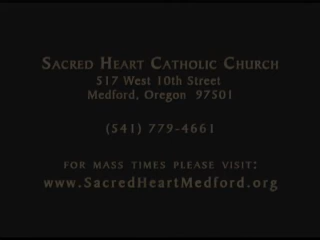 Sacred Heart Catholic Church
517 West 10th Street
Medford, Oregon 97501
(541) 779-4661
for mass times please visit:
www.SacredHeartMedford.org